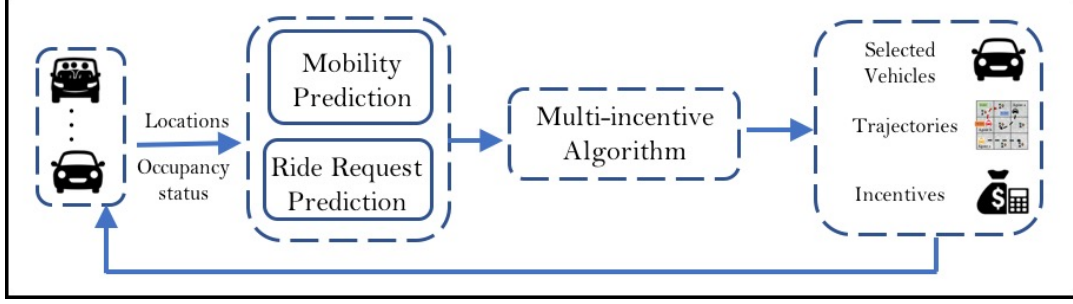 Locations
Occupancy
status
Mobility
Prediction
Ride Request
Prediction
Multi-incentive
Algorithm
Selected
Vehicles
Trajectories
Incentives
$